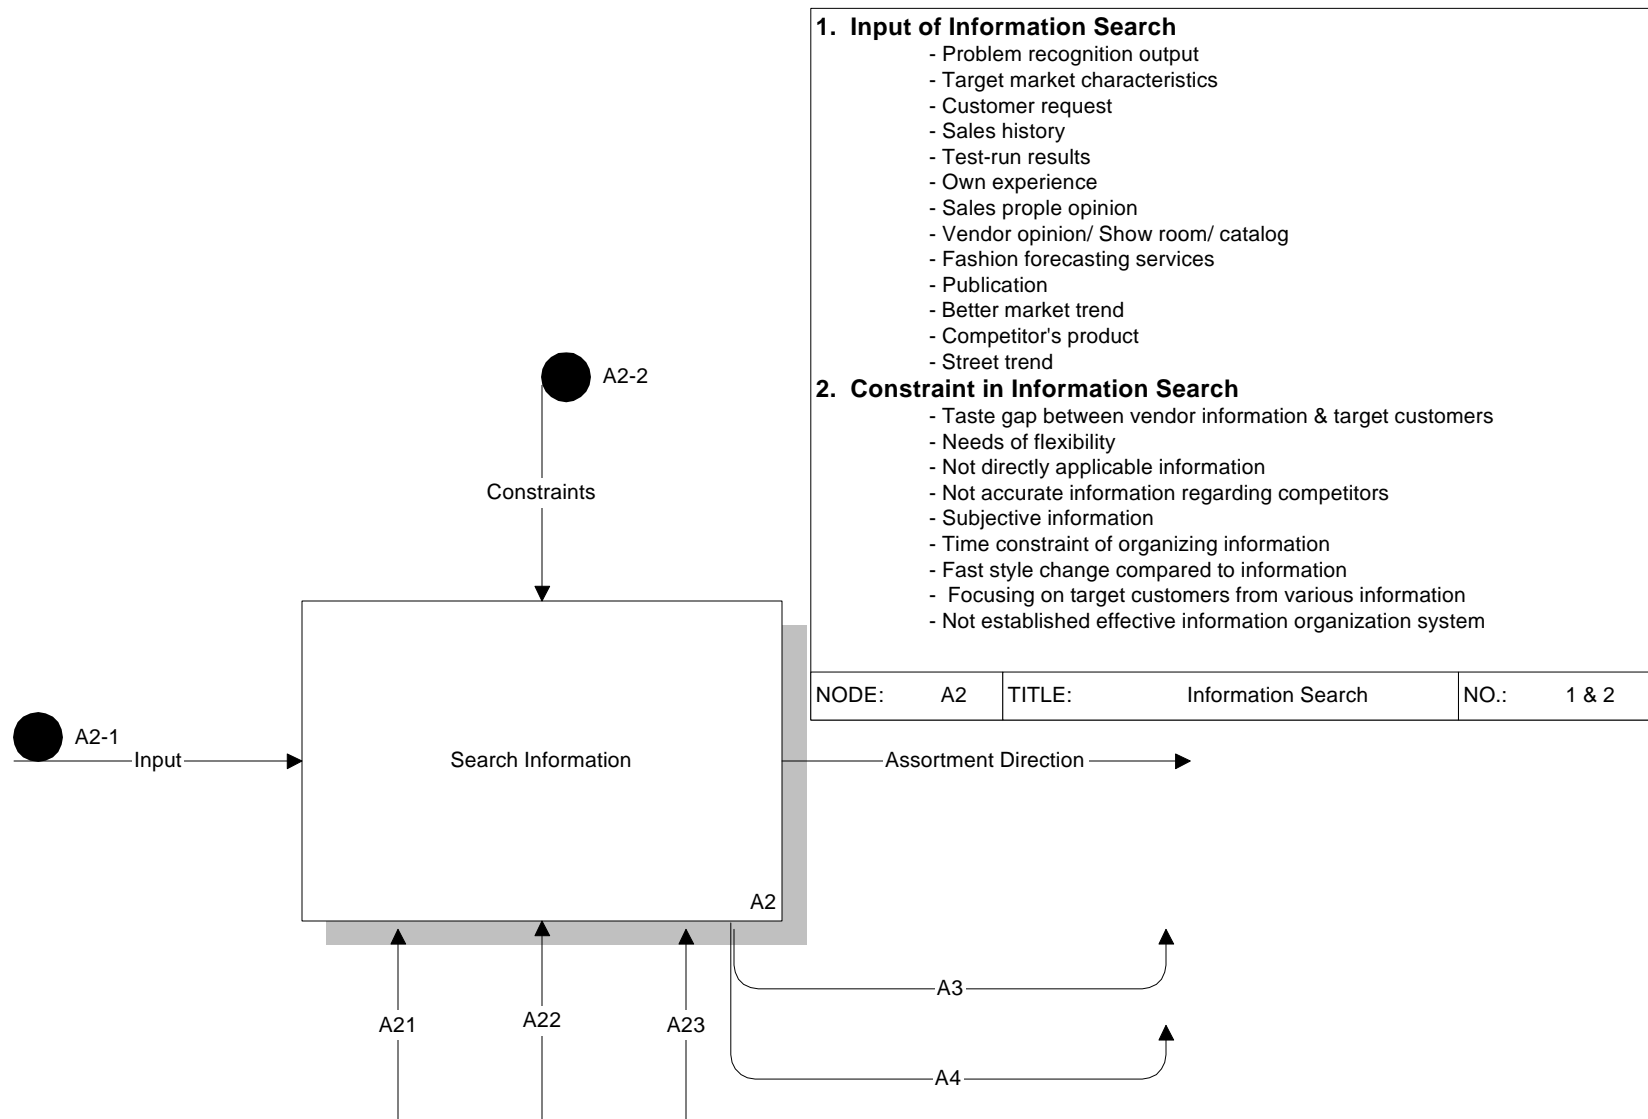 1. Input of Information Search
- Problem recognition output
- Target market characteristics
- Customer request
- Sales history
- Test-run results
- Own experience
- Sales prople opinion
- Vendor opinion/ Show room/ catalog
- Fashion forecasting services
- Publication
- Better market trend
- Competitor's product
- Street trend
2. Constraint in Information Search
- Taste gap between vendor information & target customers
- Needs of flexibility
- Not directly applicable information
- Not accurate information regarding competitors
- Subjective information
- Time constraint of organizing information
- Fast style change compared to information
- Focusing on target customers from various information
- Not established effective information organization system
NODE: A2 TITLE: Information Search NO.: 1 & 2
A2-2
Constraints
A2-1
Input
Search Information
Assortment Direction
A2
A3
A21
A22
A23
A4